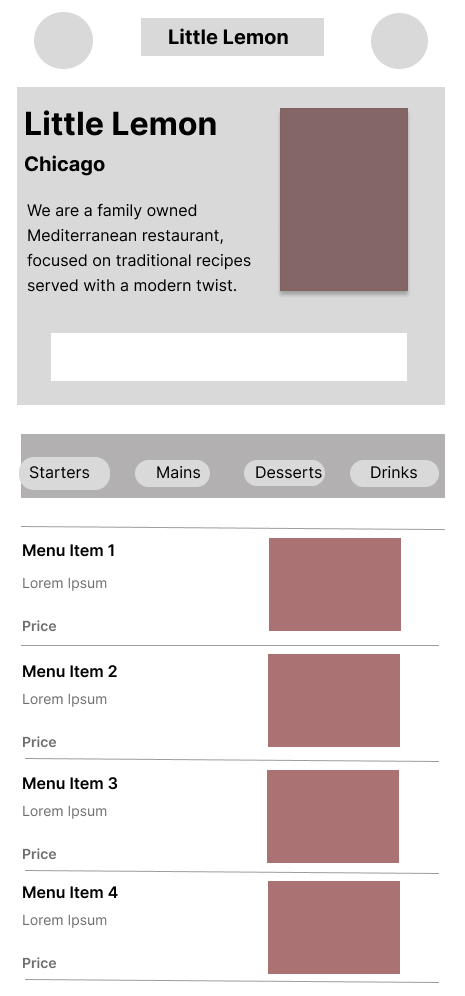 Little Lemon
Little Lemon
Chicago
We are a family owned
Mediterranean restaurant,
focused on traditional recipes
served with a modern twist.
Starters Mains Desserts Drinks
Menu Item 1
Lorem Ipsum
Price
Menu Item 2
Lorem Ipsum
Price
Menu Item 3
Lorem Ipsum
Price
Menu Item 4
Lorem Ipsum
Price